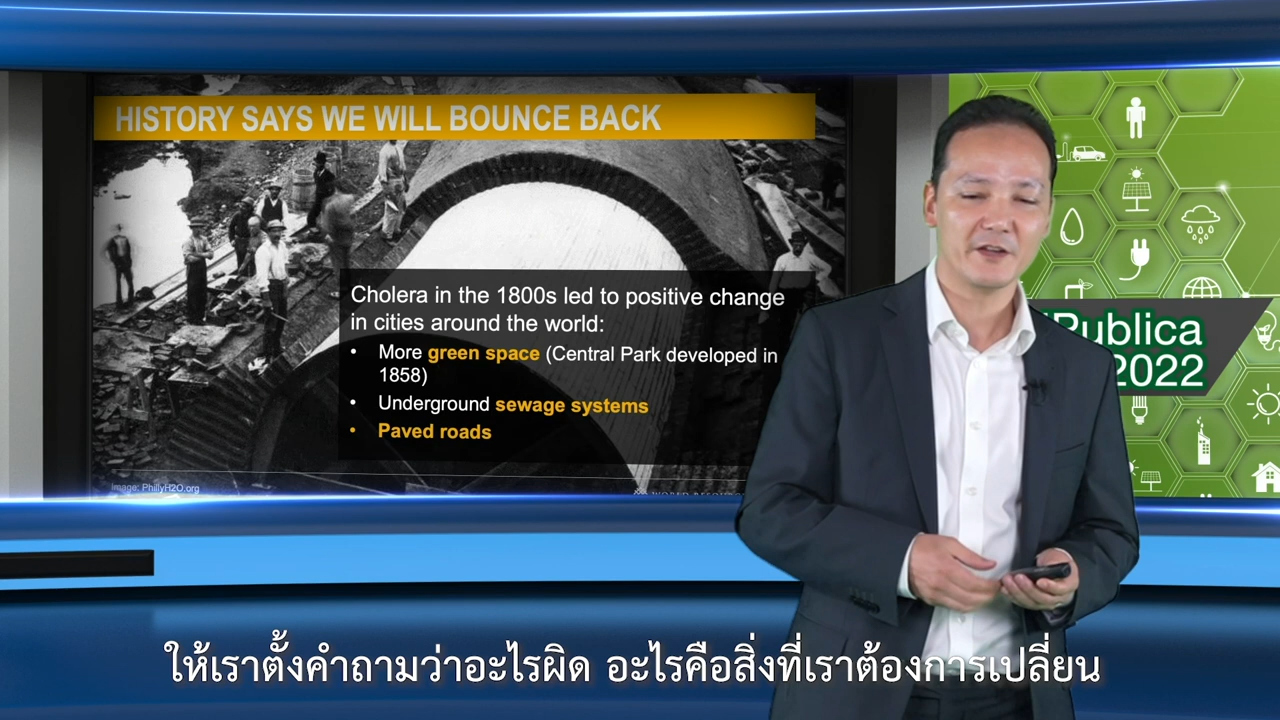 HISTORY SAYS WE WILL BOUNCE BACK
Cholera in the 1800s led to positive change
in cities around the world:
• More green space (Central Park developed in
1858)
• Underground sewage systems
• Paved roads
Image: PhillyH2O.org
Publica
2022
ให้เราตั้งคำถามว่าอะไรผิด อะไรคือสิ่งที่เราต้องการเปลี่ยน